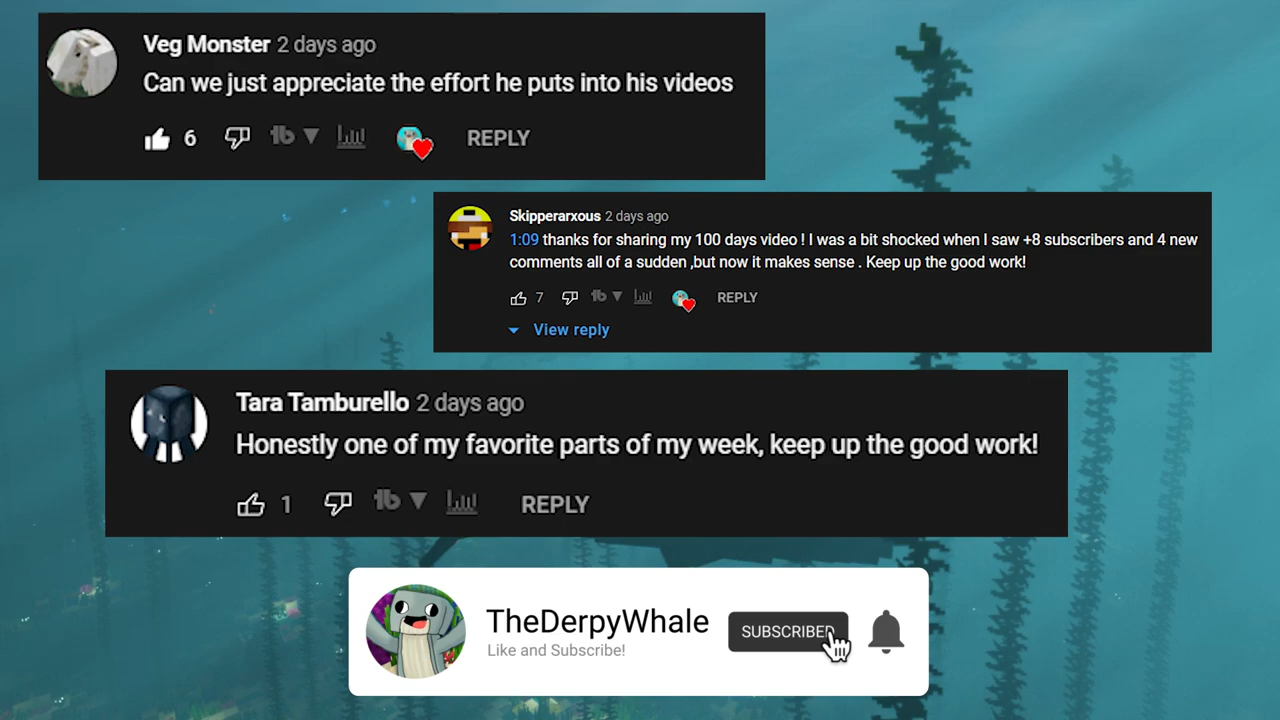 Veg Monster 2 days ago
Can we just appreciate the effort he puts into his videos
6 REPLY
Skipperarxous 2 days ago
1:09 thanks for sharing my 100 days video ! I was a bit shocked when I saw +8 subscribers and 4 new
comments all of a sudden ,but now it makes sense . Keep up the good work!
7 REPLY
View reply
Tara Tamburello 2 days ago
Honestly one of my favorite parts of my week, keep up the good work!
1 REPLY
TheDerpyWhale
SUBSCRIBED
Like and Subscribe!